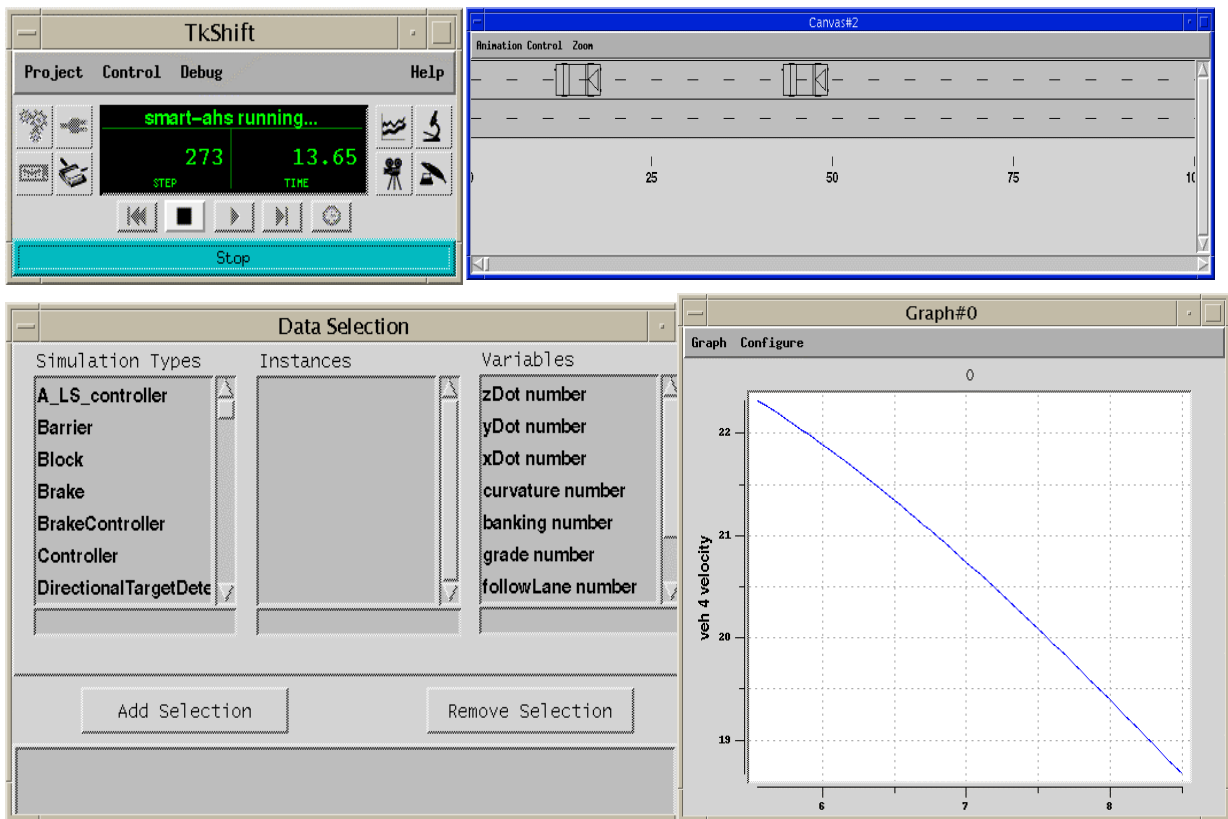 TkShift
Project Control Debug Help
smart-ahs running...
273 13.65
STEP TIME
Stop
Canvas#2
Animation Control Zoom
25 50 75 10
Data Selection
Simulation Types Instances Variables
A_LS_controller
Barrier
Block
Brake
BrakeController
Controller
DirectionalTargetDete
zDot number
yDot number
xDot number
curvature number
banking number
grade number
followLane number
Add Selection Remove Selection
Graph#0
Graph Configure
0
veh 4 velocity
22
21
20
19
6 7 8